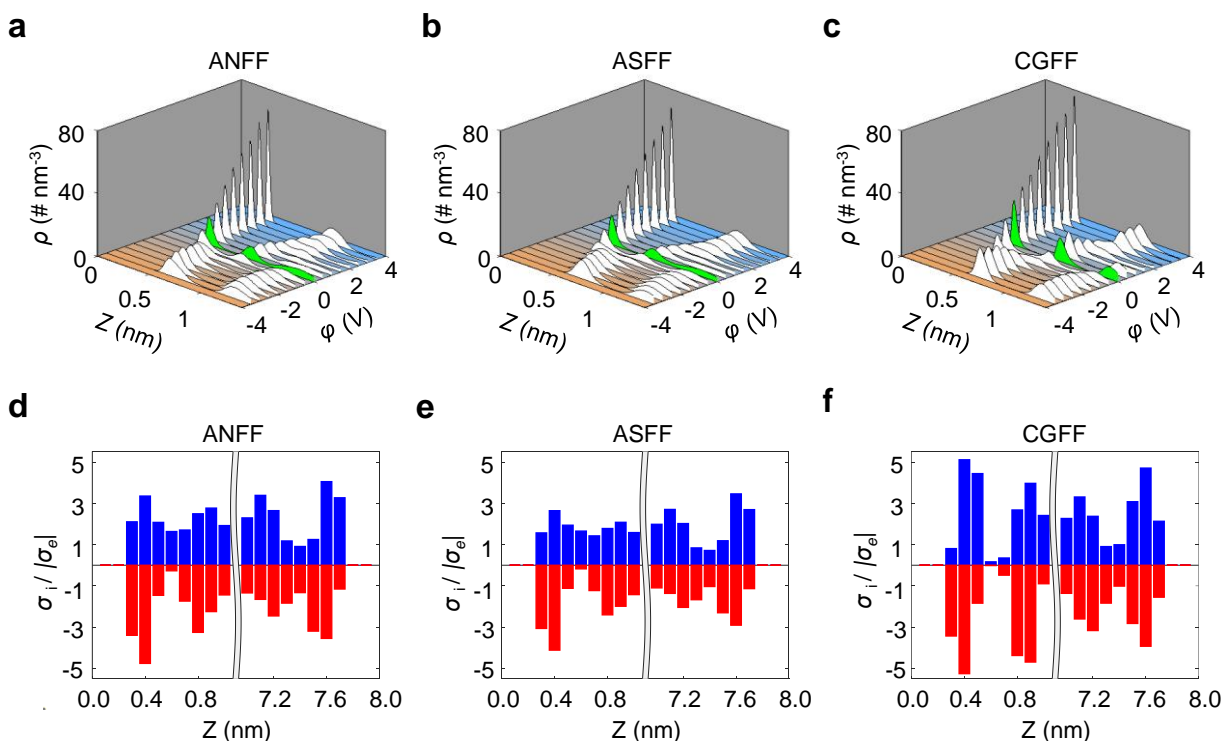 a
b
c
ANFF
ASFF
CGFF
80
40
0
ρ (# nm-3)
0
0.5
1
Z (nm)
-4
-2
0
2
4
φ (V)
80
40
0
ρ (# nm-3)
0
0.5
1
Z (nm)
-4
-2
0
2
4
φ (V)
80
40
0
ρ (# nm-3)
0
0.5
1
Z (nm)
-4
-2
0
2
4
φ (V)
d
e
f
ANFF
ASFF
CGFF
σ i / |σe|
5
3
1
-1
-3
-5
0.0 0.4 0.8 7.2 7.6 8.0
Z (nm)
σ i / |σe|
5
3
1
-1
-3
-5
0.0 0.4 0.8 7.2 7.6 8.0
Z (nm)
σ i / |σe|
5
3
1
-1
-3
-5
0.0 0.4 0.8 7.2 7.6 8.0
Z (nm)